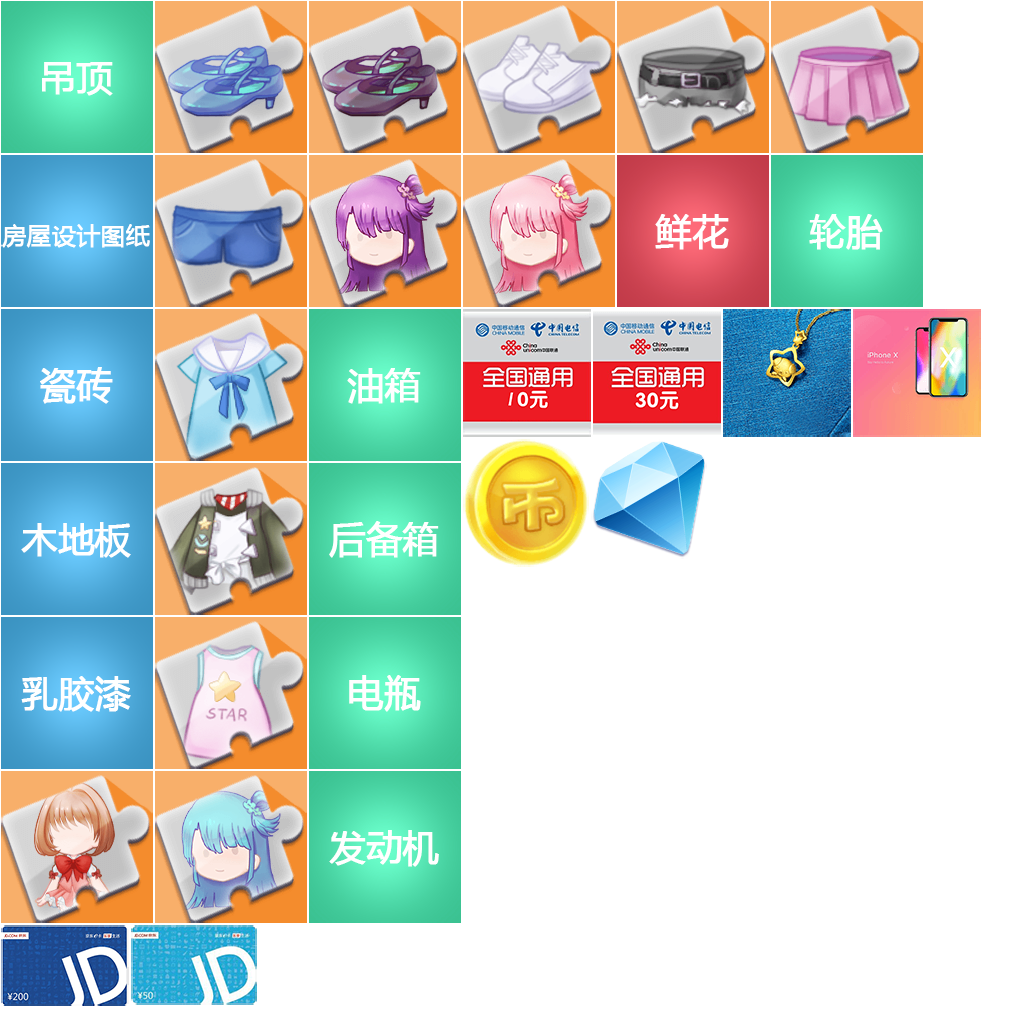 吊顶
房屋设计图纸
鲜花
轮胎
瓷砖
油箱
中国移动通信
CHINA MOBILE
中国电信
CHINA TELECOM
China
unicom中国联通
全国通用
10元
中国移动通信
CHINA MOBILE
中国电信
CHINA TELECOM
China
unicom中国联通
全国通用
30元
iPhone X
X
木地板
后备箱
币
乳胶漆
STAR
电瓶
发动机
JD
¥200
JD
¥50